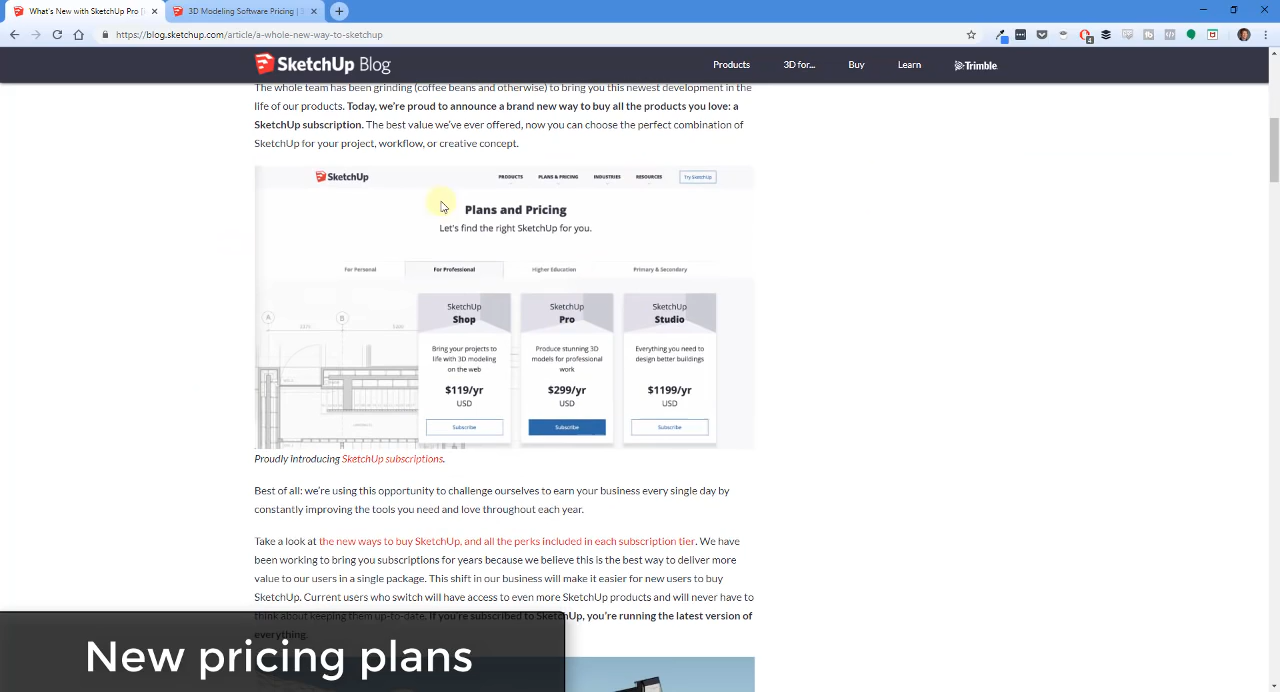 What's New with SketchUp Pro [
3D Modeling Software Pricing | S
https://blog.sketchup.com/article/a-whole-new-way-to-sketchup
SketchUp Blog
Products
3D for...
Buy
Learn
Trimble.
The whole team has been grinding (coffee beans and otherwise) to bring you this newest development in the
life of our products. Today, we're proud to announce a brand new way to buy all the products you love: a
SketchUp subscription. The best value we've ever offered, now you can choose the perfect combination of
SketchUp for your project, workflow, or creative concept.
SketchUp
PRODUCTS
PLANS & PRICING
INDUSTRIES
RESOURCES
Try SketchUp
Plans and Pricing
Let's find the right SketchUp for you.
For Personal
For Professional
Higher Education
Primary & Secondary
A
B
SketchUp
Shop
Bring your projects to
life with 3D modeling
on the web
$119/yr
USD
Subscribe
SketchUp
Pro
Produce stunning 3D
models for professional
work
$299/yr
USD
Subscribe
SketchUp
Studio
Everything you need to
design better buildings
$1199/yr
USD
Subscribe
Proudly introducing SketchUp subscriptions.
Best of all: we're using this opportunity to challenge ourselves to earn your business every single day by
constantly improving the tools you need and love throughout each year.
Take a look at the new ways to buy SketchUp, and all the perks included in each subscription tier. We have
been working to bring you subscriptions for years because we believe this is the best way to deliver more
value to our users in a single package. This shift in our business will make it easier for new users to buy
SketchUp. Current users who switch will have access to even more SketchUp products and will never have to
think about keeping them up-to-date. If you're subscribed to SketchUp, you're running the latest version of
everything.
New pricing plans